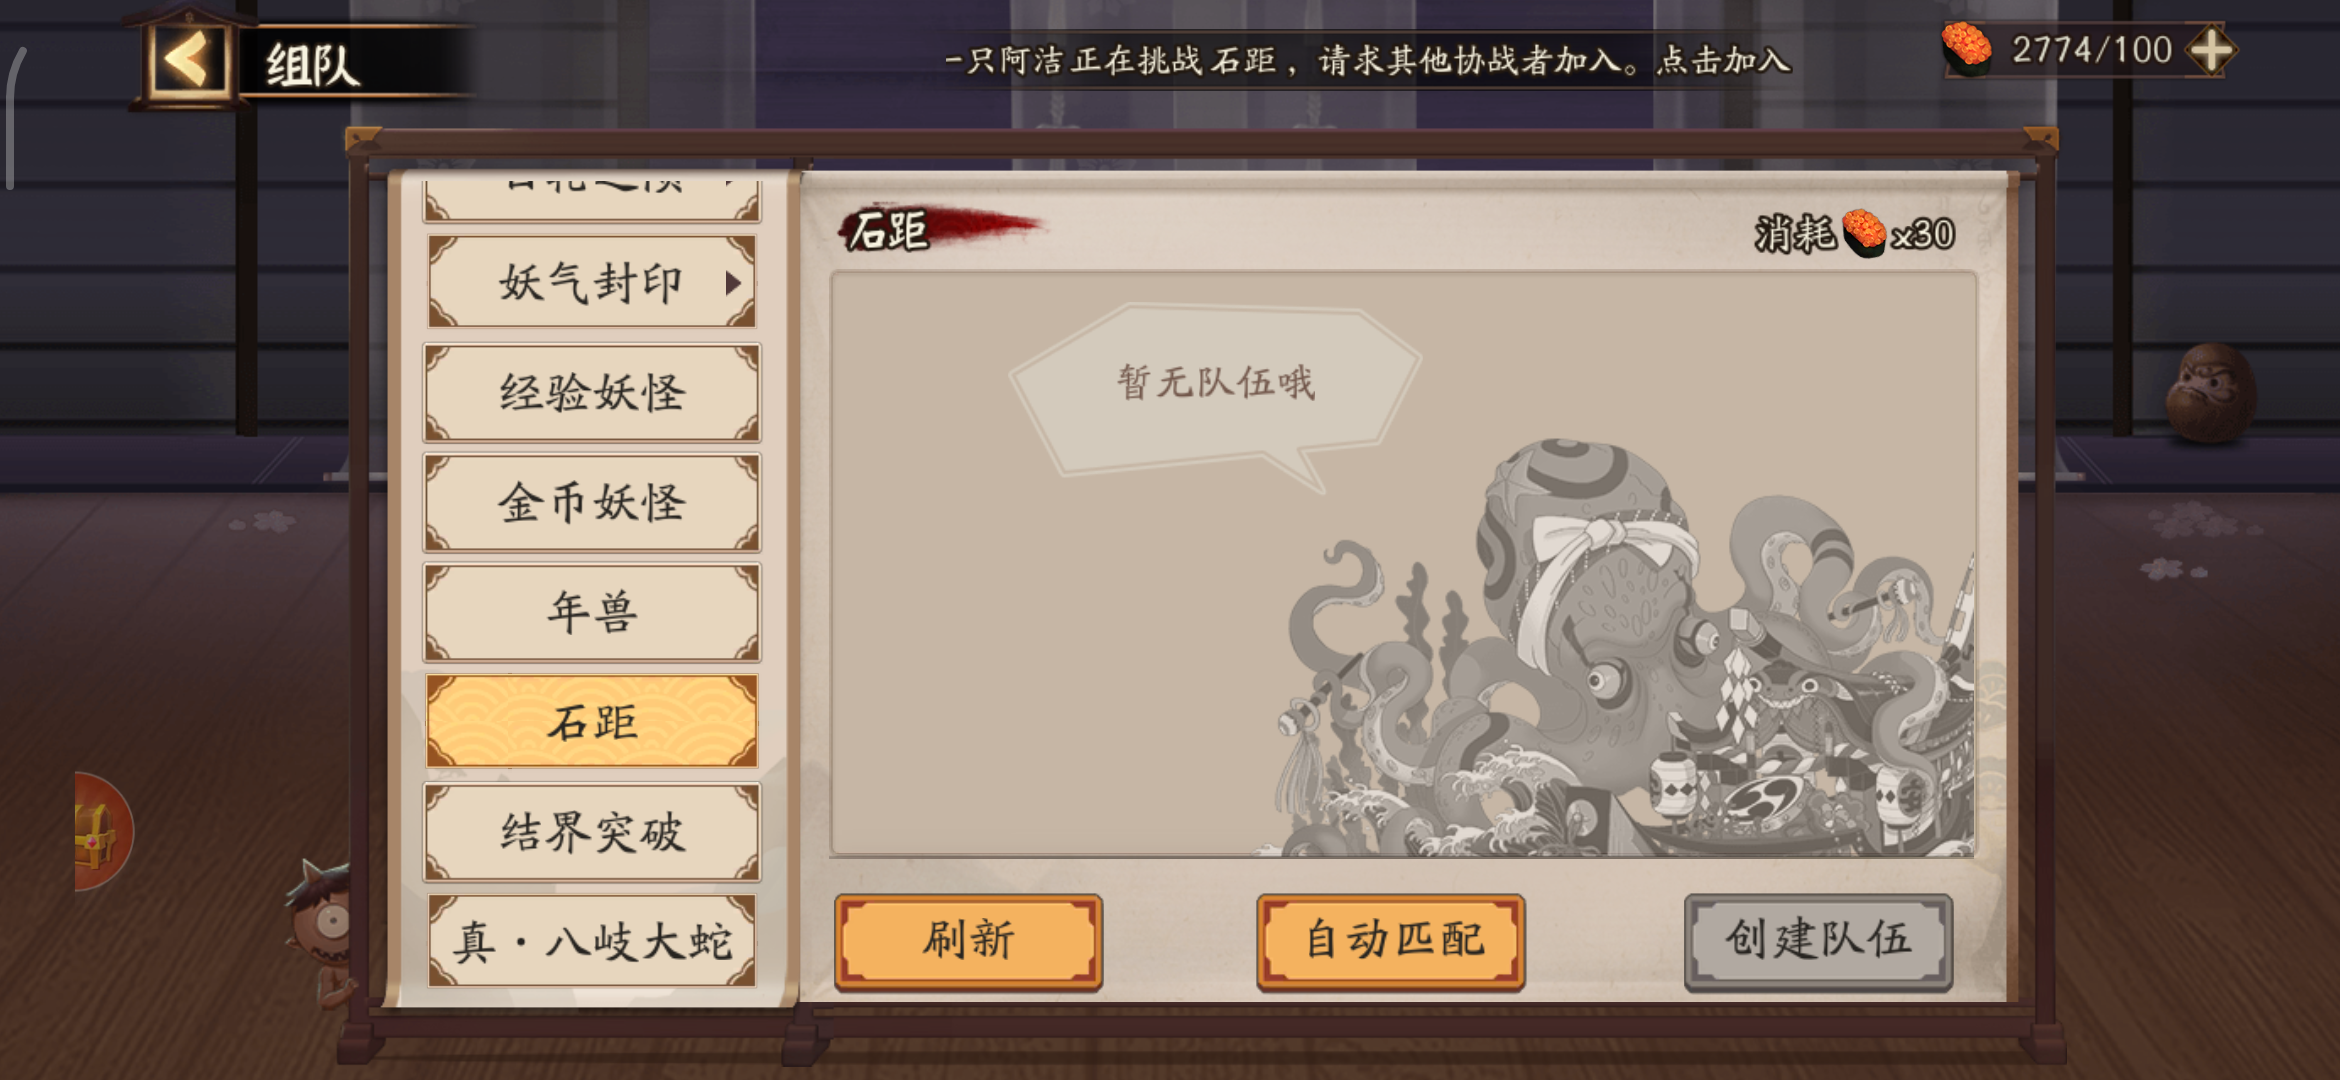 组队
一只阿洁正在挑战石距，请求其他协战者加入。点击加入
2774/100
妖气封印
经验妖怪
金币妖怪
年兽
石距
结界突破
真·八岐大蛇
石距
消耗 x30
暂无队伍哦
刷新
自动匹配
创建队伍